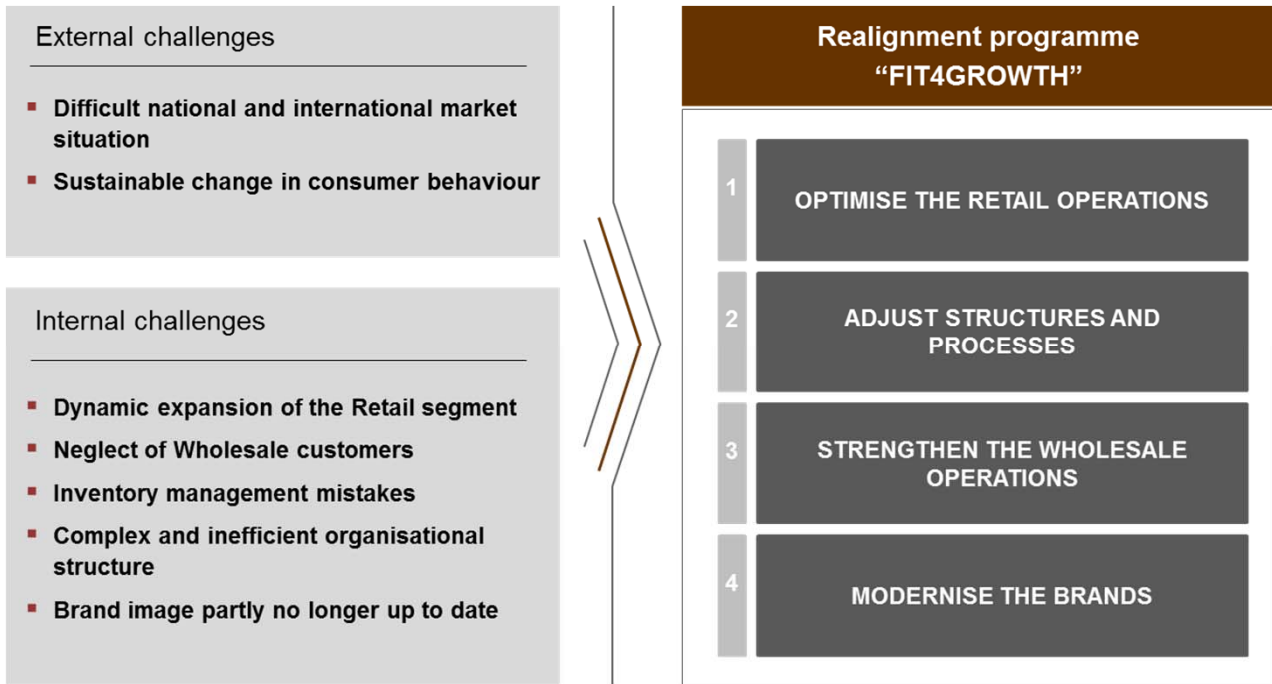 External challenges
▪ Difficult national and international market
situation
▪ Sustainable change in consumer behaviour
Internal challenges
▪ Dynamic expansion of the Retail segment
▪ Neglect of Wholesale customers
▪ Inventory management mistakes
▪ Complex and inefficient organisational
structure
▪ Brand image partly no longer up to date
Realignment programme
“FIT4GROWTH”
1
OPTIMISE THE RETAIL OPERATIONS
2
ADJUST STRUCTURES AND
PROCESSES
3
STRENGTHEN THE WHOLESALE
OPERATIONS
4
MODERNISE THE BRANDS